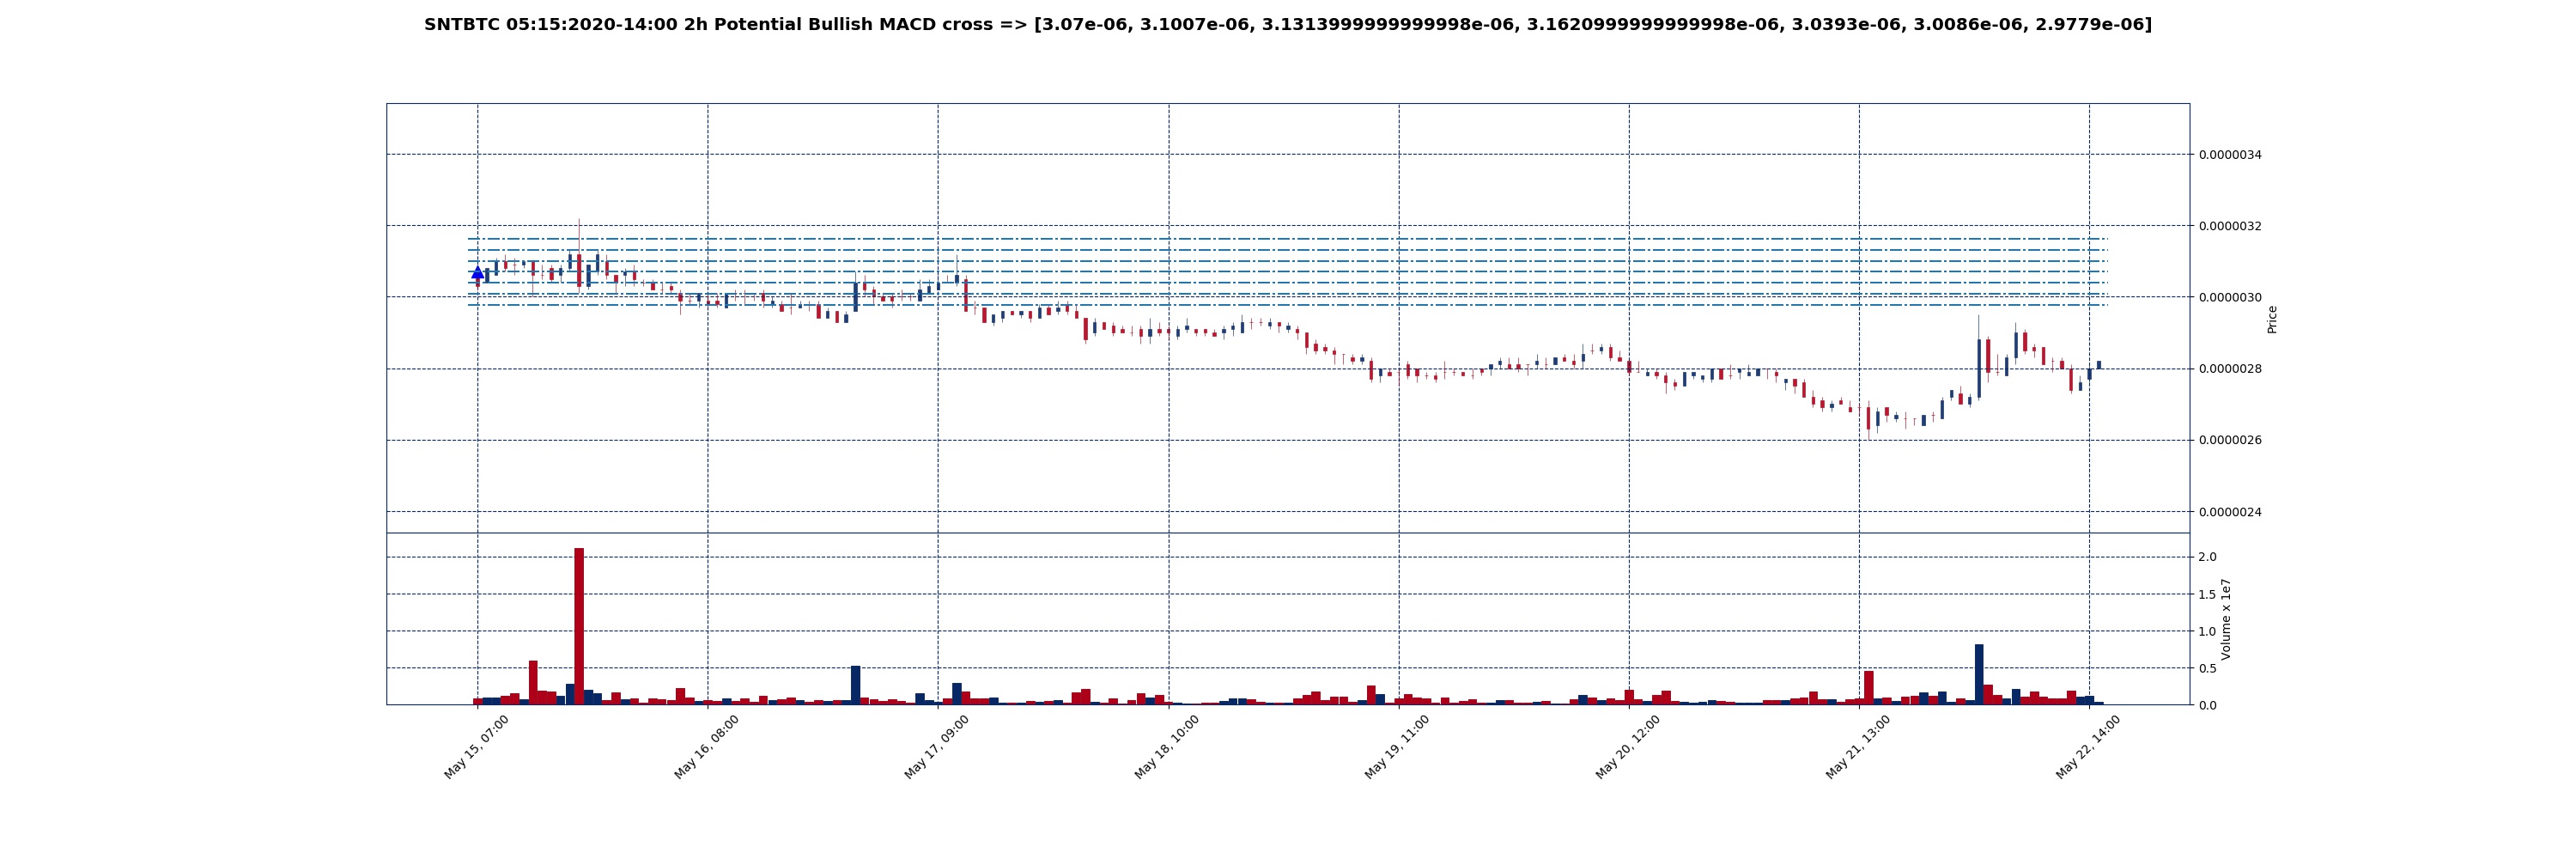 SNTBTC 05:15:2020-14:00 2h Potential Bullish MACD cross => [3.07e-06, 3.1007e-06, 3.1313999999999998e-06, 3.1620999999999998e-06, 3.0393e-06, 3.0086e-06, 2.9779e-06]
0.0000034
0.0000032
0.0000030
0.0000028
0.0000026
0.0000024
Price
2.0
1.5
1.0
0.5
0.0
Volume x 1e7
May 15, 07:00
May 16, 08:00
May 17, 09:00
May 18, 10:00
May 19, 11:00
May 20, 12:00
May 21, 13:00
May 22, 14:00